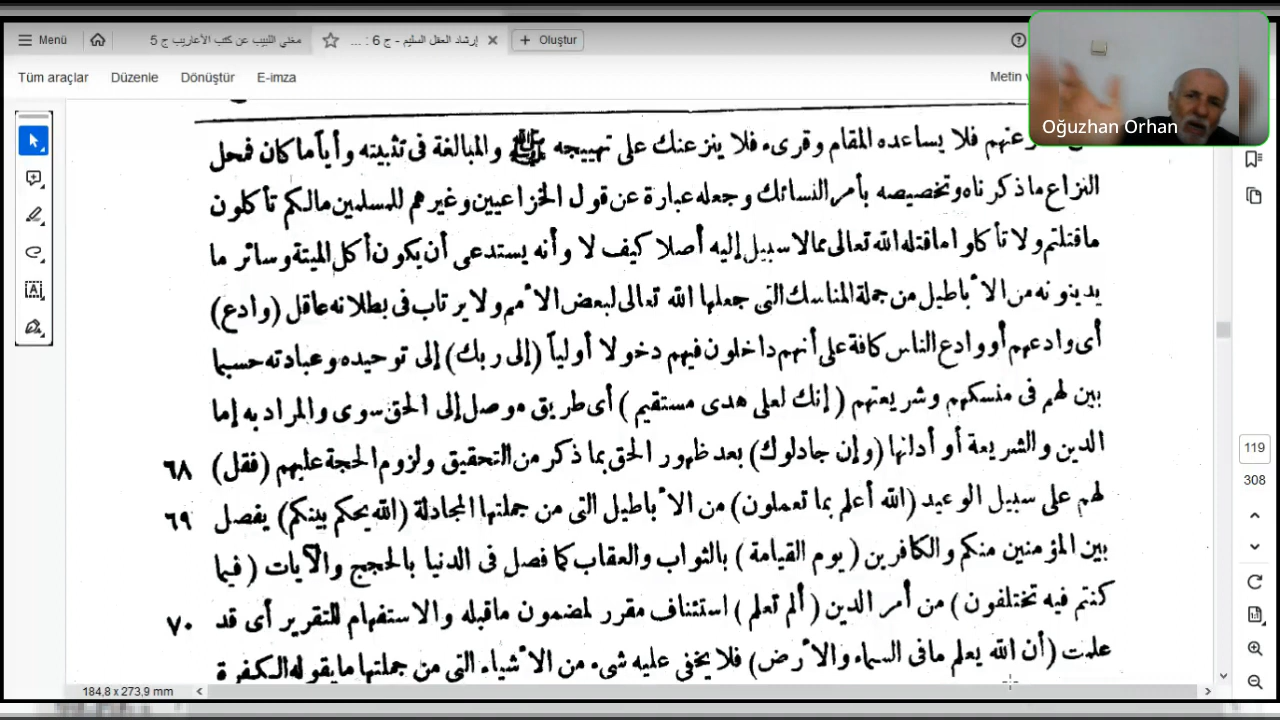 Menü
مغني اللبيب عن كتب الأعاريب ج 5
إرشاد العقل السليم - ج 6 : ...
+ Oluştur
Tüm araçlar Düzenle Dönüştür E-imza
Metin
Oğuzhan Orhan
عنهم فلا يساعده المقام وقرىء فلا ينزعنك على تهييجه ﷺ والمبالغة فى تثبيته وأياً ما كان فمحل
النزاع ما ذكرناه وتخصيصه بأمر النسائك وجعله عبارة عن قول الخزاعيين وغيرهم للمسلمين مالكم تأكلون
ما قتلتم ولا تأكلوا ما قتله الله تعالى مما لا سبيل إليه أصلا كيف لا وأنه يستدعى أن يكون أكل الميتة وسائر ما
يدينونه من الأباطيل من جملة المناسك التى جعلها الله تعالى لبعض الأمم ولا يرتاب فى بطلانه عاقل (وادع)
أى وادعهم أو وادع الناس كافة على أنهم داخلون فيهم دخولا أولياً (إلى ربك) إلى توحيده وعبادته حسبما
بين لهم فى منسكهم وشريعتهم (إنك لعلى هدى مستقيم) أى طريق موصل إلى الحق سوى والمراد به إما
الدين والشريعة أو أدلتها (وإن جادلوك) بعد ظهور الحق بما ذكر من التحقيق ولزوم الحجة عليهم (فقل) ٦٨
لهم على سبيل الوعيد (الله أعلم بما تعملون) من الأباطيل التى من جملتها المجادلة (الله يحكم بينكم) يفصل ٦٩
بين المؤمنين منكم والكافرين (يوم القيامة) بالثواب والعقاب كما فصل فى الدنيا بالحجج والآيات (فيما
كنتم فيه تختلفون) من أمر الدين (ألم تعلم) استئناف مقرر لمضمون ما قبله والاستفهام للتقرير أى قد ٧٠
علمت (أن الله يعلم ما فى السماء والأرض) فلا يخفى عليه شىء من الأشياء التى من جملتها ما يقوله الكفرة
119
308
184,8 x 273,9 mm